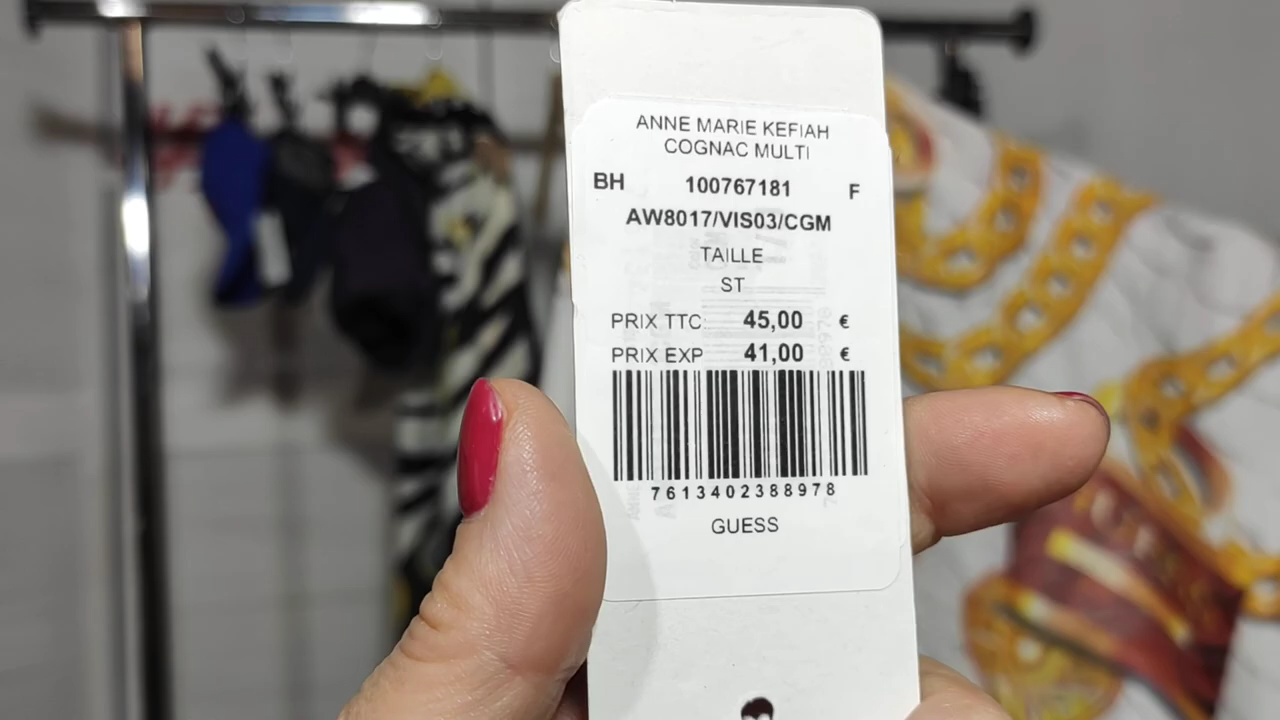 ANNE MARIE KEFIAH
COGNAC MULTI
BH 100767181 F
AW8017/VIS03/CGM
TAILLE
ST
PRIX TTC 45,00 €
PRIX EXP 41,00 €
7613402388978
GUESS